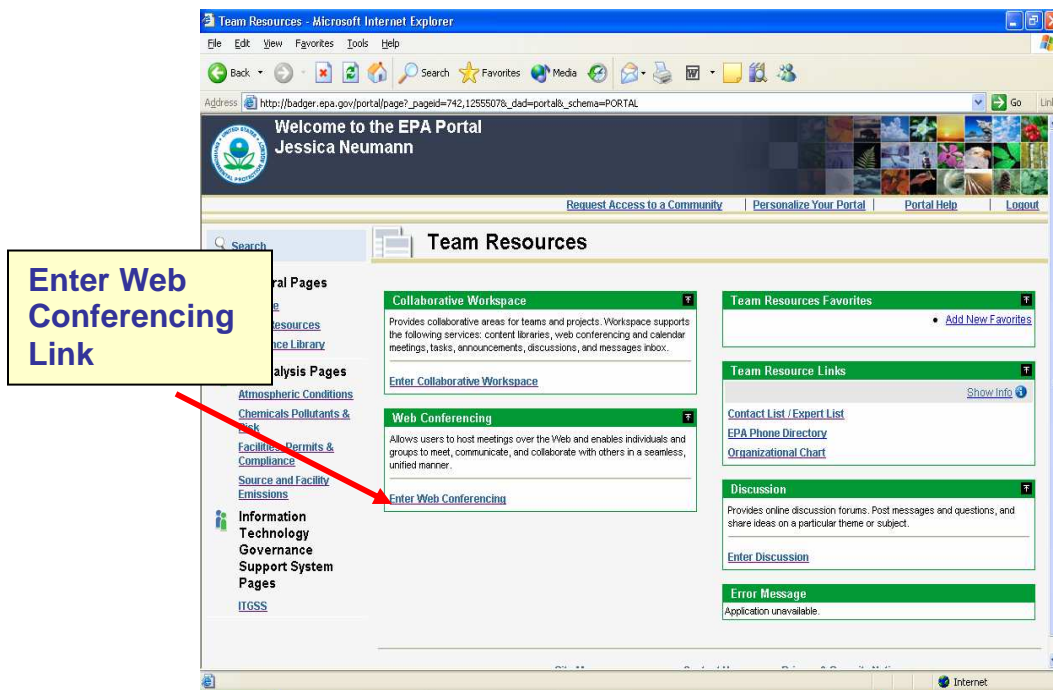 Team Resources - Microsoft Internet Explorer
File Edit View Favorites Tools Help
Back Search Favorites Media
Address http://badger.epa.gov/portal/page?_pageid=742,1255507&_dad=portal&_schema=PORTAL Go
Welcome to the EPA Portal
Jessica Neumann
Request Access to a Community | Personalize Your Portal | Portal Help | Logout
Search
Team Resources
Enter Web
Conferencing
Link
Pages
Library
Pages
Atmospheric Conditions
Chemicals Pollutants &
Risk
Facilities Permits &
Compliance
Source and Facility
Emissions
Information
Technology
Governance
Support System
Pages
ITGSS
Collaborative Workspace
Provides collaborative areas for teams and projects. Workspace supports
the following services: content libraries, web conferencing and calendar
meetings, tasks, announcements, discussions, and messages inbox.
Enter Collaborative Workspace
Web Conferencing
Allows users to host meetings over the Web and enables individuals and
groups to meet, communicate, and collaborate with others in a seamless,
unified manner.
Enter Web Conferencing
Team Resources Favorites
Add New Favorites
Team Resource Links
Show Info
Contact List / Expert List
EPA Phone Directory
Organizational Chart
Discussion
Provides online discussion forums. Post messages and questions, and
share ideas on a particular theme or subject.
Enter Discussion
Error Message
Application unavailable.
Internet